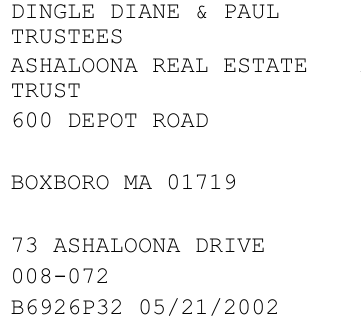 DINGLE DIANE & PAUL
TRUSTEES
ASHALOONA REAL ESTATE
TRUST
600 DEPOT ROAD
BOXBORO MA 01719
73 ASHALOONA DRIVE
008-072
B6926P32 05/21/2002